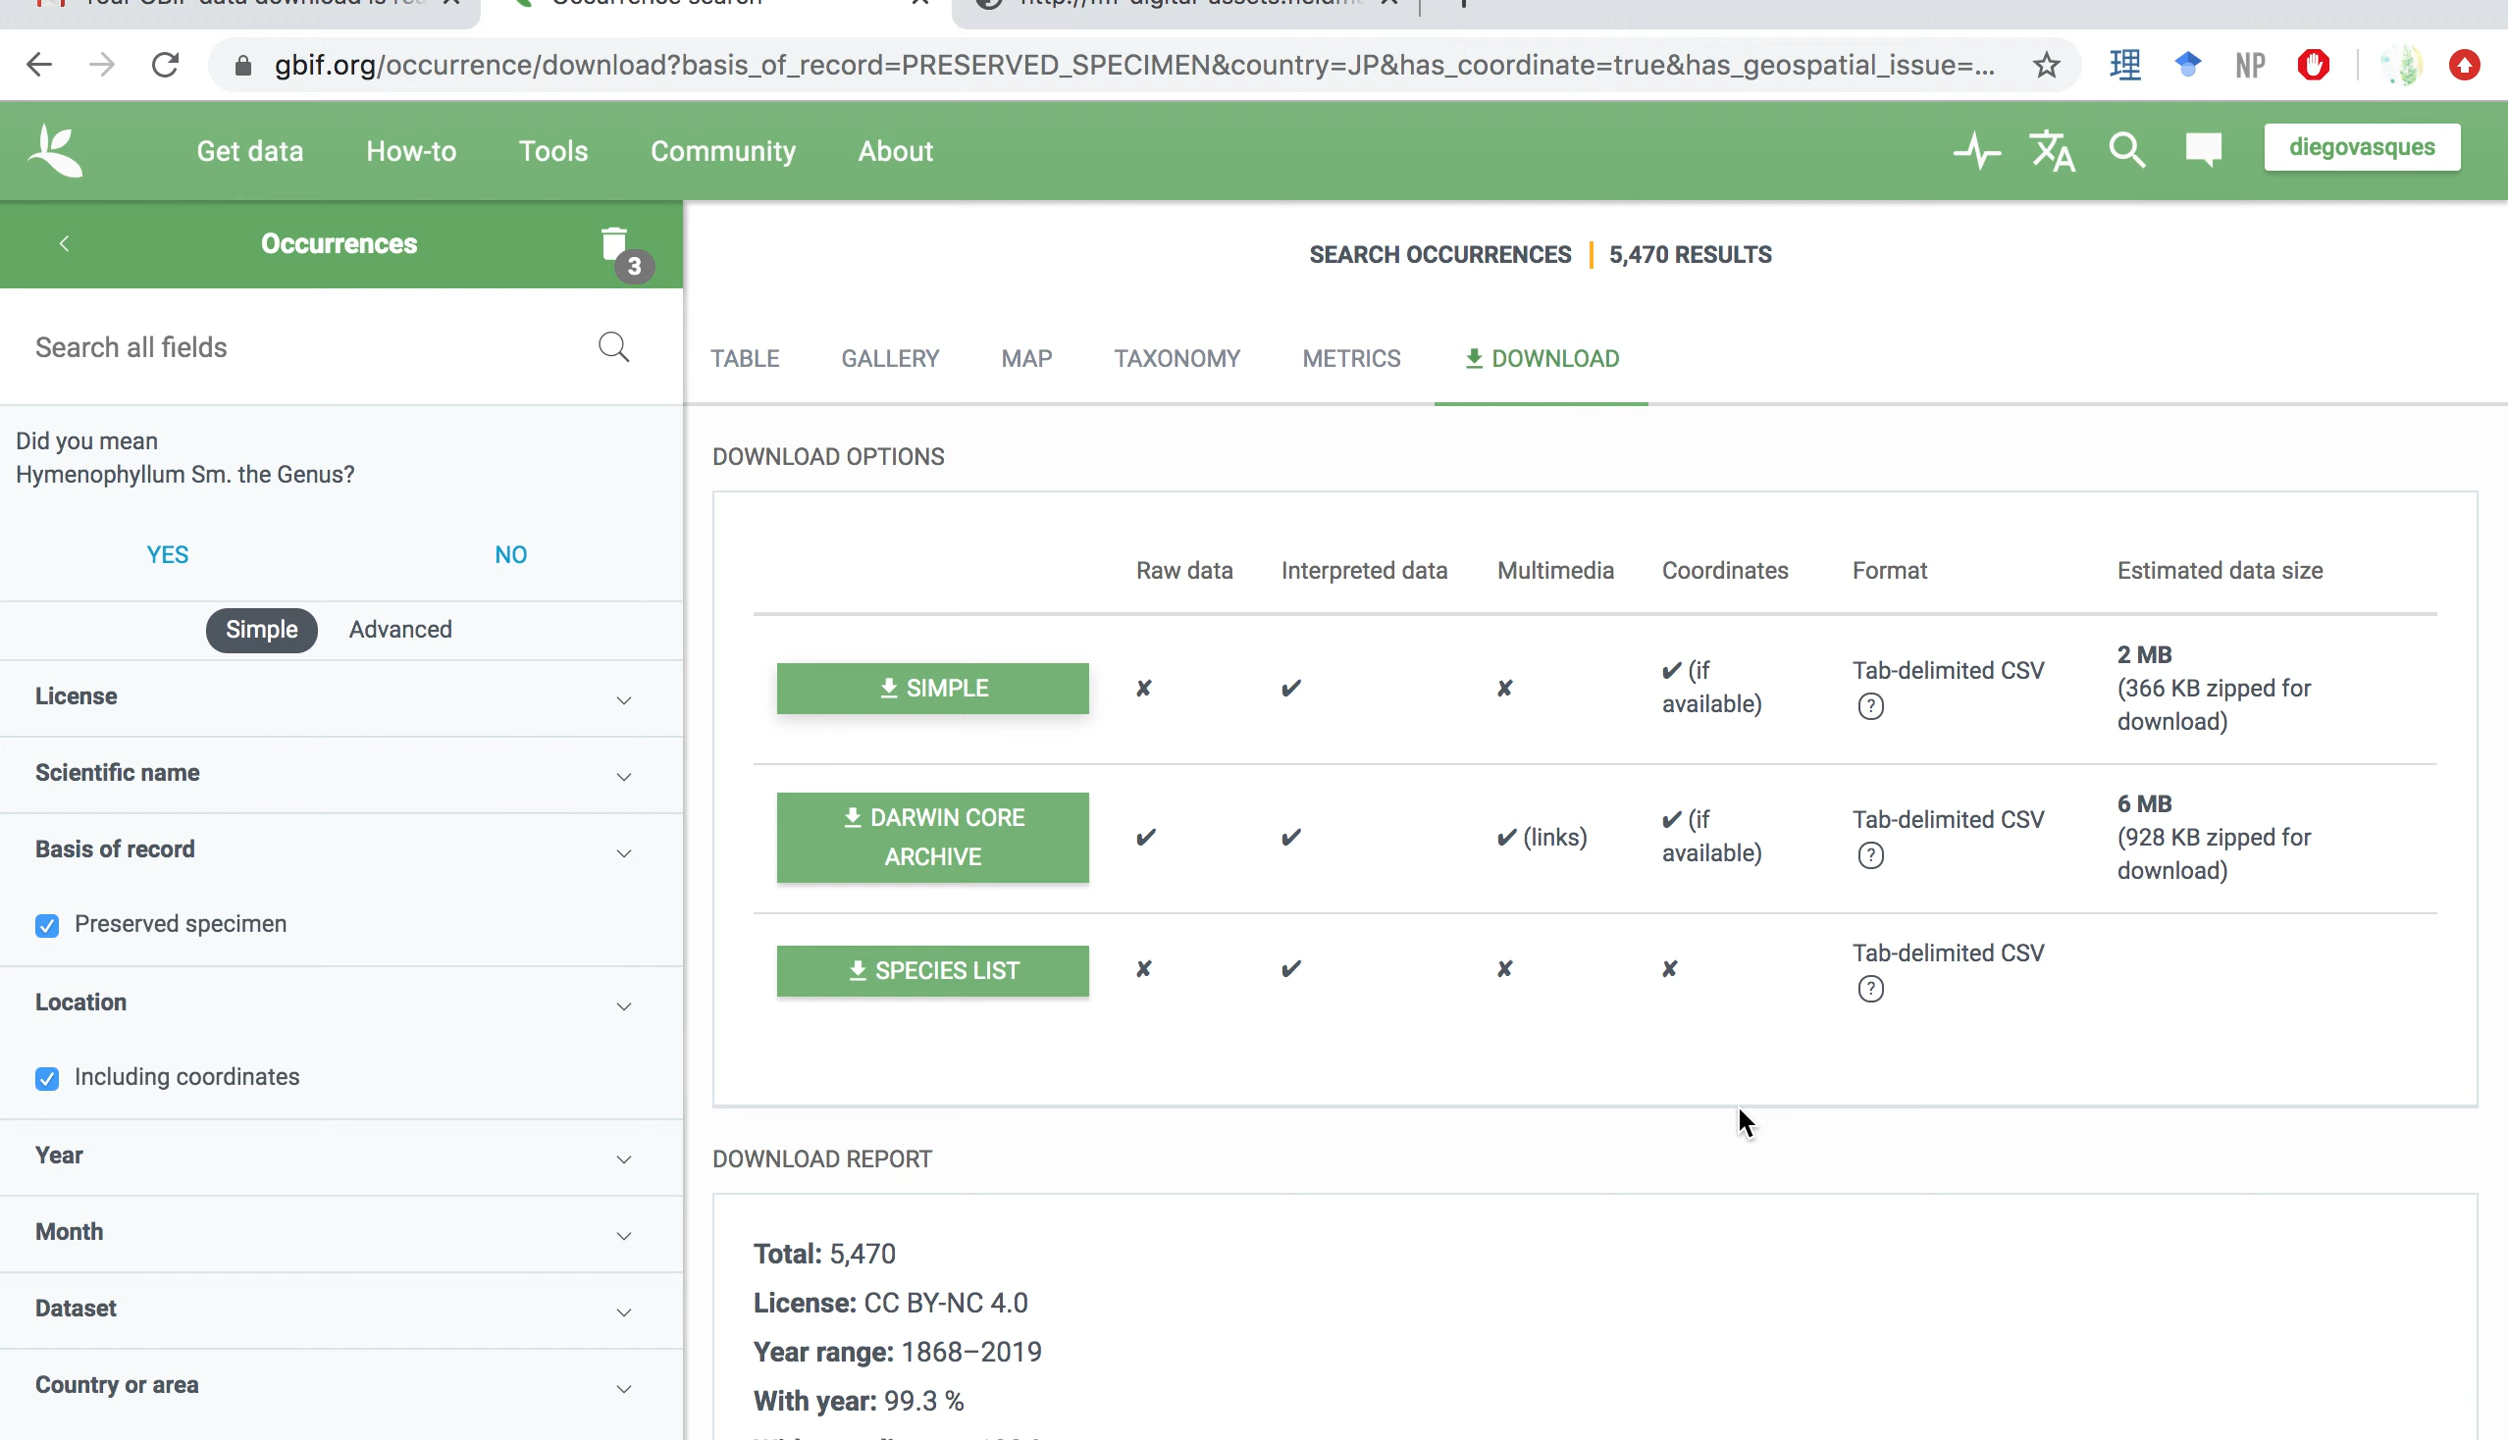 gbif.org/occurrence/download?basis_of_record=PRESERVED_SPECIMEN&country=JP&has_coordinate=true&has_geospatial_issue=...
理
NP
Get data
How-to
Tools
Community
About
diegovasques
Occurrences
3
SEARCH OCCURRENCES | 5,470 RESULTS
Search all fields
TABLE
GALLERY
MAP
TAXONOMY
METRICS
DOWNLOAD
Did you mean
Hymenophyllum Sm. the Genus?
YES
NO
Simple
Advanced
License
Scientific name
Basis of record
Preserved specimen
Location
Including coordinates
Year
Month
Dataset
Country or area
DOWNLOAD OPTIONS
Raw data
Interpreted data
Multimedia
Coordinates
Format
Estimated data size
SIMPLE
✘
✔
✘
✔ (if
available)
Tab-delimited CSV
?
2 MB
(366 KB zipped for
download)
DARWIN CORE
ARCHIVE
✔
✔
✔ (links)
✔ (if
available)
Tab-delimited CSV
?
6 MB
(928 KB zipped for
download)
SPECIES LIST
✘
✔
✘
✘
Tab-delimited CSV
?
DOWNLOAD REPORT
Total: 5,470
License: CC BY-NC 4.0
Year range: 1868–2019
With year: 99.3 %